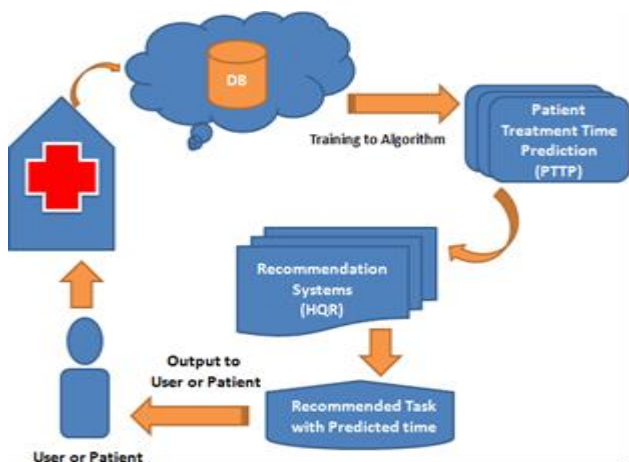 DB
Training to Algorithm
Patient
Treatment Time
Prediction
(PTTP)
Recommendation
Systems
(HQR)
Output to
User or Patient
Recommended Task
with Predicted time
User or Patient